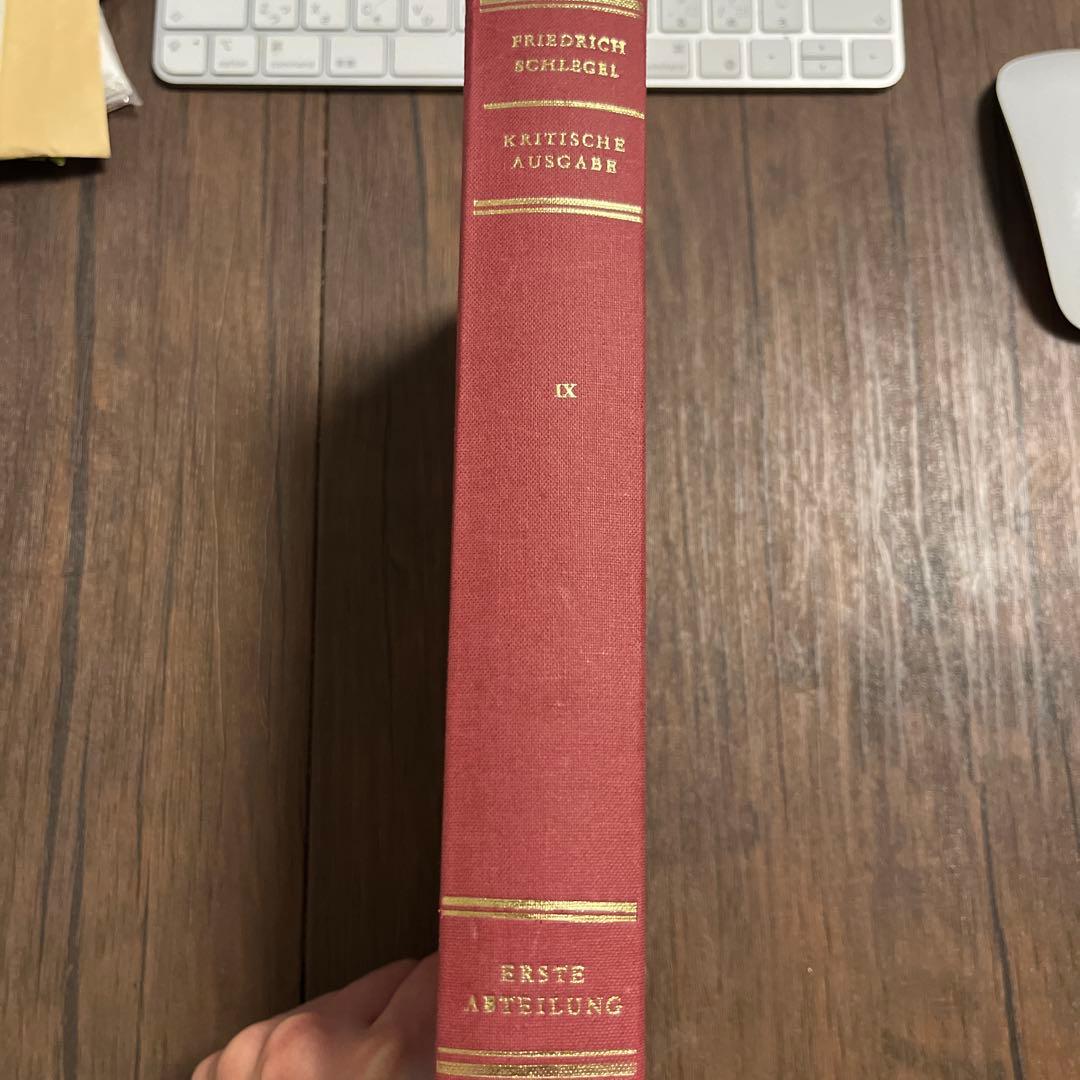 FRIEDRICH
SCHLEGEL
KRITISCHE
AUSGABE
IX
ERSTE
ABTEILUNG